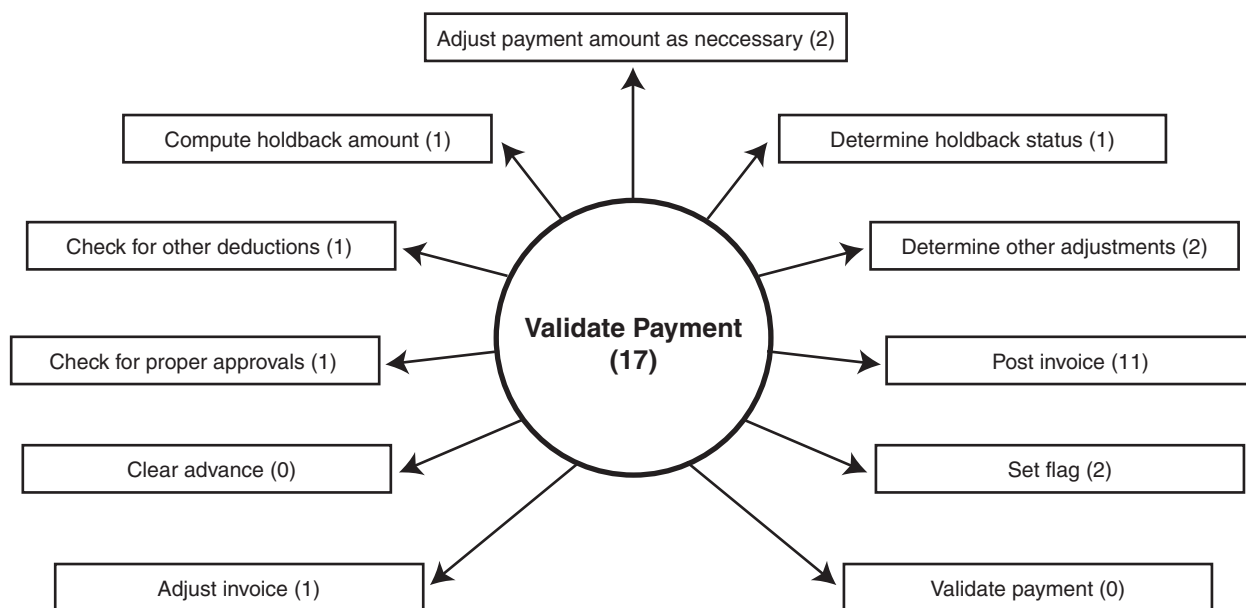 Adjust payment amount as neccessary (2)
Compute holdback amount (1)
Determine holdback status (1)
Check for other deductions (1)
Determine other adjustments (2)
Validate Payment
(17)
Check for proper approvals (1)
Post invoice (11)
Clear advance (0)
Set flag (2)
Adjust invoice (1)
Validate payment (0)